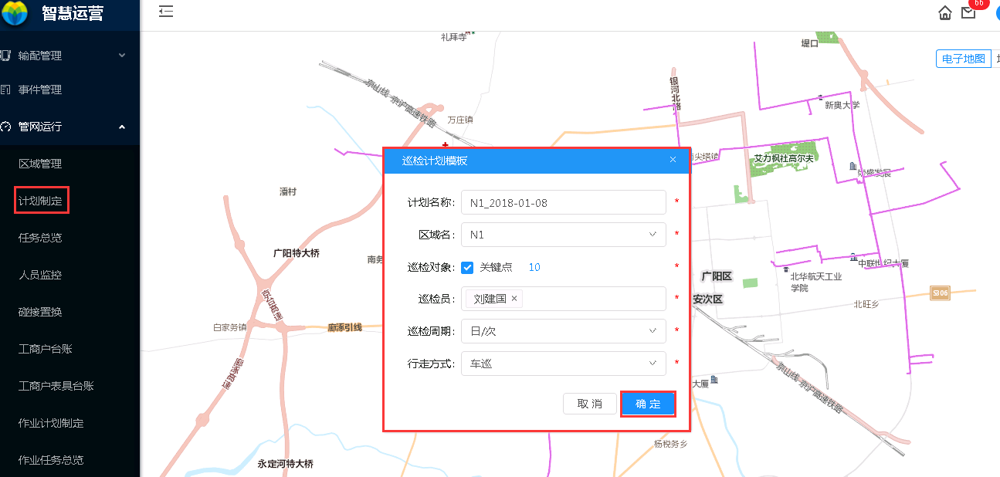 智慧运营
66
输配管理
事件管理
管网运行
区域管理
计划制定
任务总览
人员监控
碰接置换
工商户台账
工商户表具台账
作业计划制定
作业任务总览
电子地图
礼拜寺
堤口
京山线·京沪高速铁路
银河北路
新奥大学
万庄镇
尖塔镇
艾力枫社高尔夫
荣盛发展
潘村
广阳特大桥
南务
京台高速
白家务镇
廊涿引线
廊涿高速
永定河特大桥
广阳区
安次区
中联世纪大厦
北华航天工业
学院
S306
北旺乡
大厦
京山线·京沪高速铁路
杨税务乡
巡检计划模板
计划名称: N1_2018-01-08 *
区域名: N1 *
巡检对象: 关键点 10 *
巡检员: 刘建国 × *
巡检周期: 日/次 *
行走方式: 车巡 *
取 消 确 定